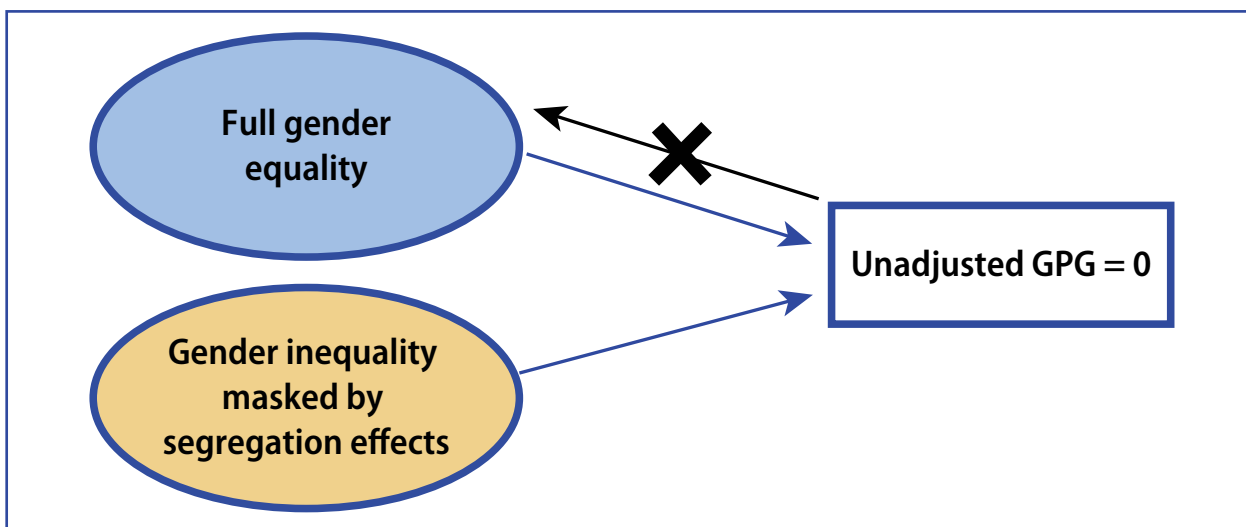 Full gender
equality
Unadjusted GPG = 0
Gender inequality
masked by
segregation effects